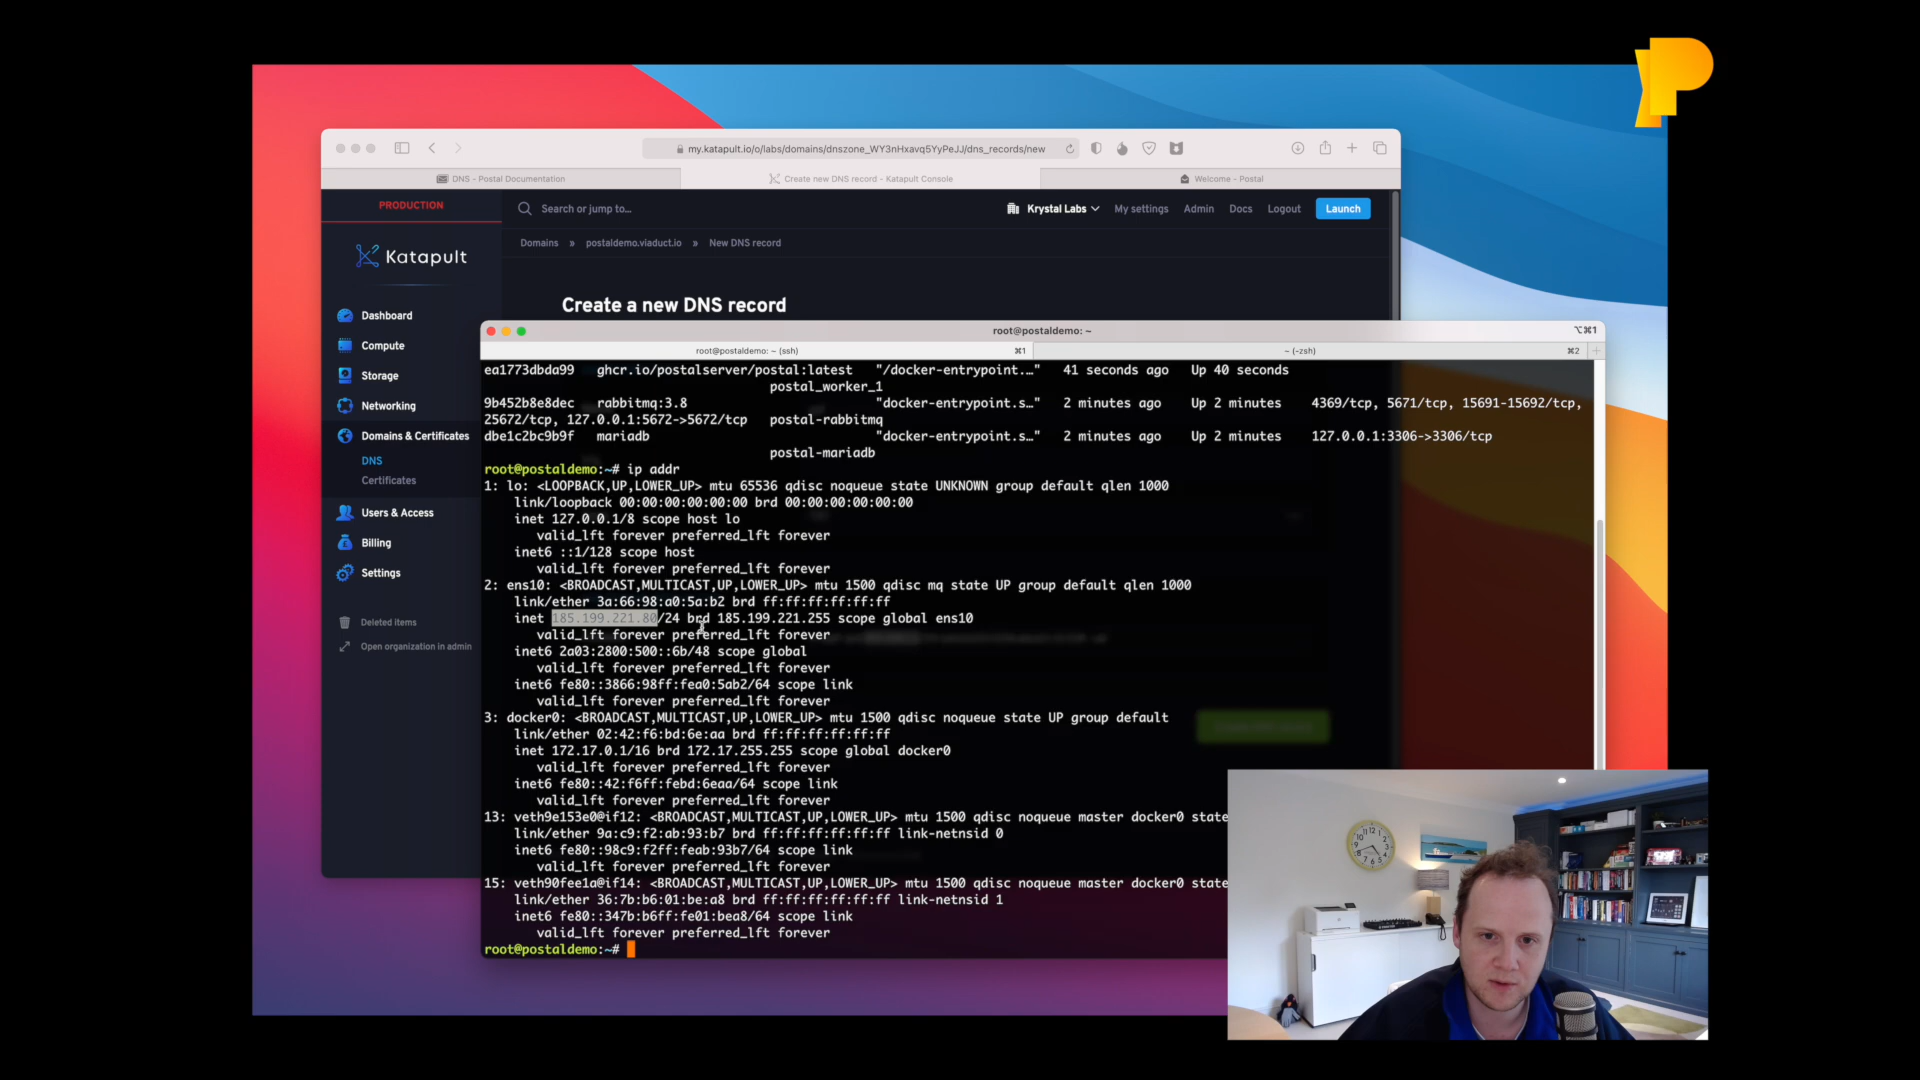 my.katapult.io/o/labs/domains/dnszone_WY3nHxavq5YyPeJJ/dns_records/new
DNS - Postal Documentation
Create new DNS record - Katapult Console
Welcome - Postal
PRODUCTION
Search or jump to...
Krystal Labs
My settings
Admin
Docs
Logout
Launch
Katapult
Domains » postaldemo.viaduct.io » New DNS record
Create a new DNS record
Dashboard
Compute
Storage
Networking
Domains & Certificates
DNS
Certificates
Users & Access
Billing
Settings
Deleted items
Open organization in admin
root@postaldemo: ~
⌥⌘1
root@postaldemo: ~ (ssh)
⌘1
~ (-zsh)
⌘2
ea1773dbda99 ghcr.io/postalserver/postal:latest "/docker-entrypoint.…" 41 seconds ago Up 40 seconds
postal_worker_1
9b452b8e8dec rabbitmq:3.8 "docker-entrypoint.s…" 2 minutes ago Up 2 minutes 4369/tcp, 5671/tcp, 15691-15692/tcp,
25672/tcp, 127.0.0.1:5672->5672/tcp postal-rabbitmq
dbe1c2bc9b9f mariadb "docker-entrypoint.s…" 2 minutes ago Up 2 minutes 127.0.0.1:3306->3306/tcp
postal-mariadb
root@postaldemo:~# ip addr
1: lo: <LOOPBACK,UP,LOWER_UP> mtu 65536 qdisc noqueue state UNKNOWN group default qlen 1000
link/loopback 00:00:00:00:00:00 brd 00:00:00:00:00:00
inet 127.0.0.1/8 scope host lo
valid_lft forever preferred_lft forever
inet6 ::1/128 scope host
valid_lft forever preferred_lft forever
2: ens10: <BROADCAST,MULTICAST,UP,LOWER_UP> mtu 1500 qdisc mq state UP group default qlen 1000
link/ether 3a:66:98:a0:5a:b2 brd ff:ff:ff:ff:ff:ff
inet 185.199.221.80/24 brd 185.199.221.255 scope global ens10
valid_lft forever preferred_lft forever
inet6 2a03:2800:500::6b/48 scope global
valid_lft forever preferred_lft forever
inet6 fe80::3866:98ff:fea0:5ab2/64 scope link
valid_lft forever preferred_lft forever
3: docker0: <BROADCAST,MULTICAST,UP,LOWER_UP> mtu 1500 qdisc noqueue state UP group default
link/ether 02:42:f6:bd:6e:aa brd ff:ff:ff:ff:ff:ff
inet 172.17.0.1/16 brd 172.17.255.255 scope global docker0
valid_lft forever preferred_lft forever
inet6 fe80::42:f6ff:febd:6eaa/64 scope link
valid_lft forever preferred_lft forever
13: veth9e153e0@if12: <BROADCAST,MULTICAST,UP,LOWER_UP> mtu 1500 qdisc noqueue master docker0 state
link/ether 9a:c9:f2:ab:93:b7 brd ff:ff:ff:ff:ff:ff link-netnsid 0
inet6 fe80::98c9:f2ff:feab:93b7/64 scope link
valid_lft forever preferred_lft forever
15: veth90fee1a@if14: <BROADCAST,MULTICAST,UP,LOWER_UP> mtu 1500 qdisc noqueue master docker0 state
link/ether 36:7b:b6:01:be:a8 brd ff:ff:ff:ff:ff:ff link-netnsid 1
inet6 fe80::347b:b6ff:fe01:bea8/64 scope link
valid_lft forever preferred_lft forever
root@postaldemo:~#